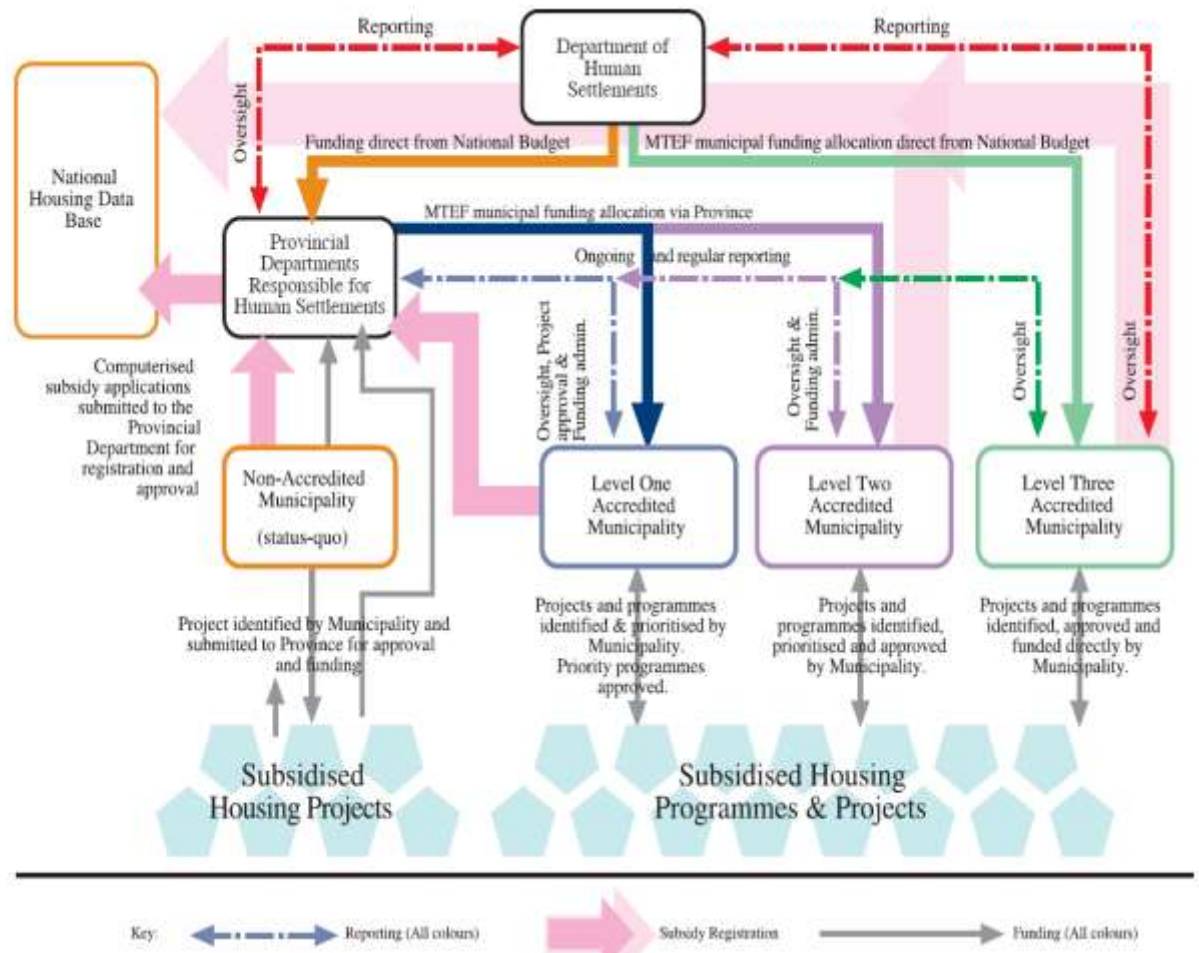 Reporting
Department of
Human
Settlements
Reporting
Oversight
Funding direct from National Budget
MTEF municipal funding allocation direct from National Budget
National
Housing Data
Base
MTEF municipal funding allocation via Province
Provincial
Departments
Responsible for
Human Settlements
Ongoing and regular reporting
Oversight, Project
approval &
Funding admin.
Oversight &
Funding admin.
Oversight
Oversight
Computerised
subsidy applications
submitted to the
Provincial
Department for
registration and
approval
Non-Accredited
Municipality
(status-quo)
Level One
Accredited
Municipality
Level Two
Accredited
Municipality
Level Three
Accredited
Municipality
Project identified by Municipality and
submitted to Province for approval
and funding
Projects and programmes
identified & prioritised by
Municipality.
Priority programmes
approved.
Projects and
programmes identified,
prioritised and approved
by Municipality.
Projects and programmes
identified, approved and
funded directly by
Municipality.
Subsidised
Housing Projects
Subsidised Housing
Programmes & Projects
Key:
Reporting (All colours)
Subsidy Registration
Funding (All colours)